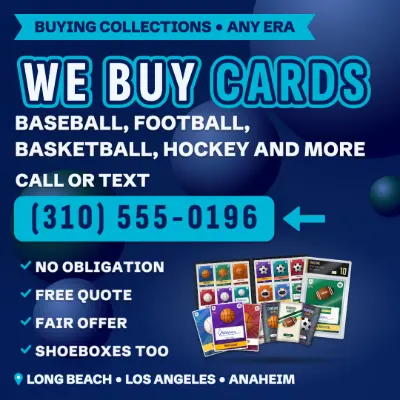 BUYING COLLECTIONS • ANY ERA
WE BUY CARDS
BASEBALL, FOOTBALL,
BASKETBALL, HOCKEY AND MORE
CALL OR TEXT
(310) 555-0196
NO OBLIGATION
FREE QUOTE
FAIR OFFER
SHOEBOXES TOO
10
LONG BEACH • LOS ANGELES • ANAHEIM